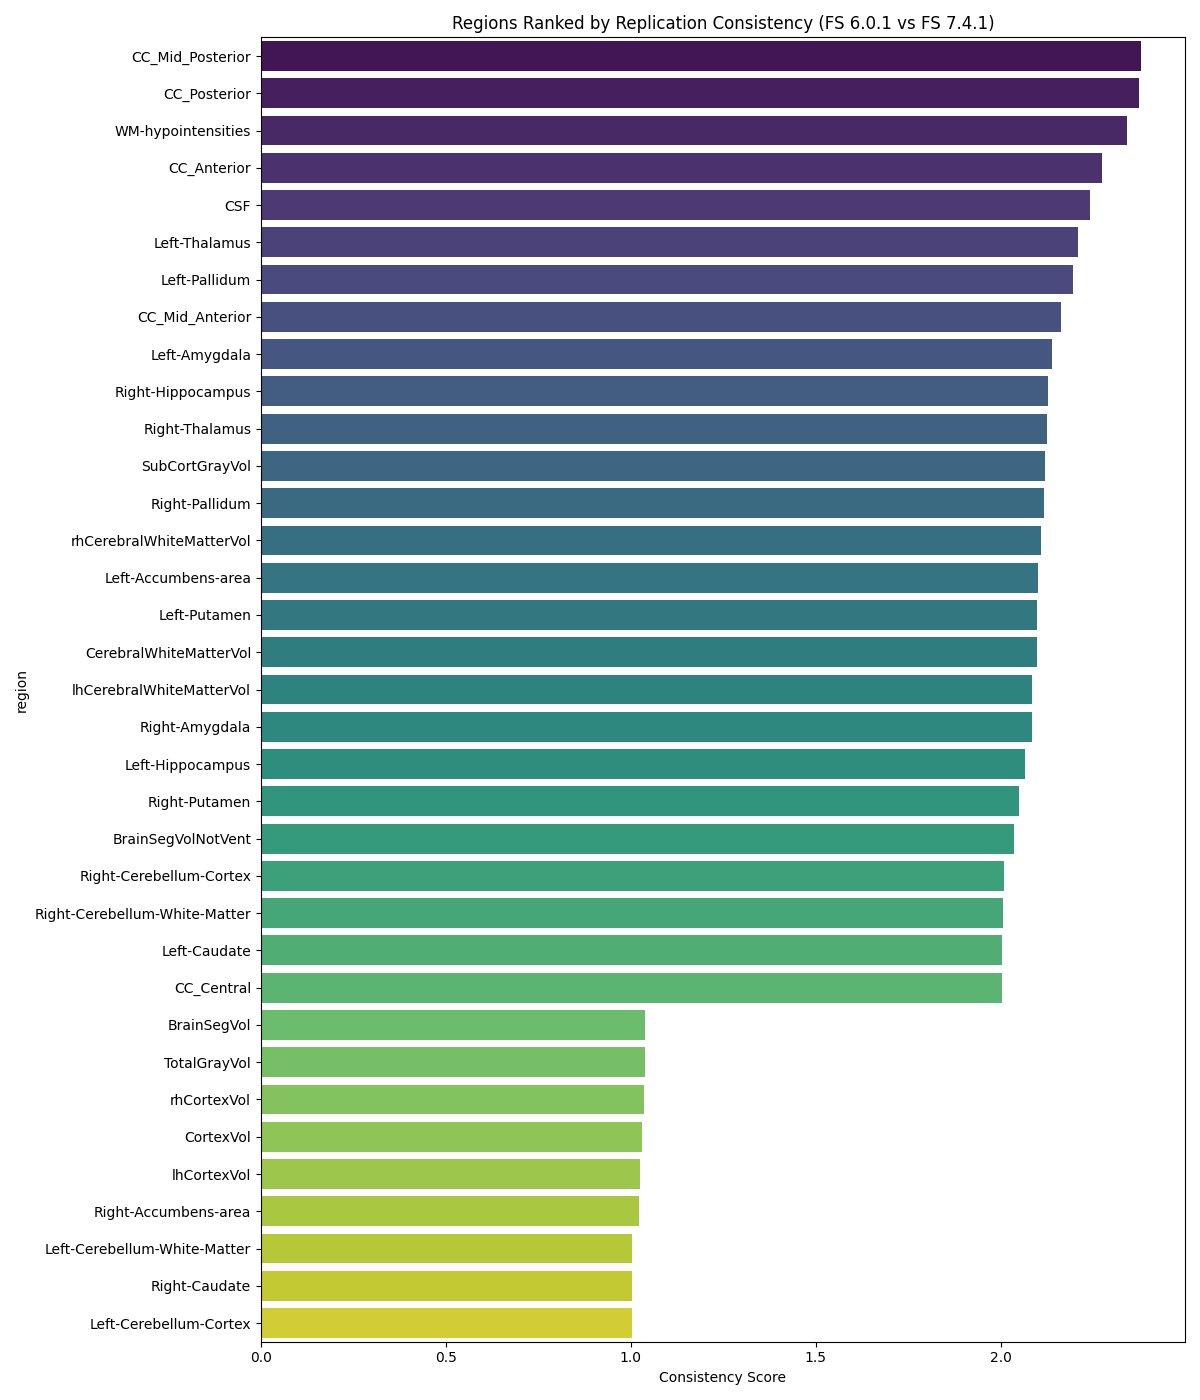 Regions Ranked by Replication Consistency (FS 6.0.1 vs FS 7.4.1)
CC_Mid_Posterior
CC_Posterior
WM-hypointensities
CC_Anterior
CSF
Left-Thalamus
Left-Pallidum
CC_Mid_Anterior
Left-Amygdala
Right-Hippocampus
Right-Thalamus
SubCortGrayVol
Right-Pallidum
rhCerebralWhiteMatterVol
Left-Accumbens-area
Left-Putamen
CerebralWhiteMatterVol
lhCerebralWhiteMatterVol
Right-Amygdala
Left-Hippocampus
Right-Putamen
BrainSegVolNotVent
Right-Cerebellum-Cortex
Right-Cerebellum-White-Matter
Left-Caudate
CC_Central
BrainSegVol
TotalGrayVol
rhCortexVol
CortexVol
lhCortexVol
Right-Accumbens-area
Left-Cerebellum-White-Matter
Right-Caudate
Left-Cerebellum-Cortex
region
0.0 0.5 1.0 1.5 2.0
Consistency Score